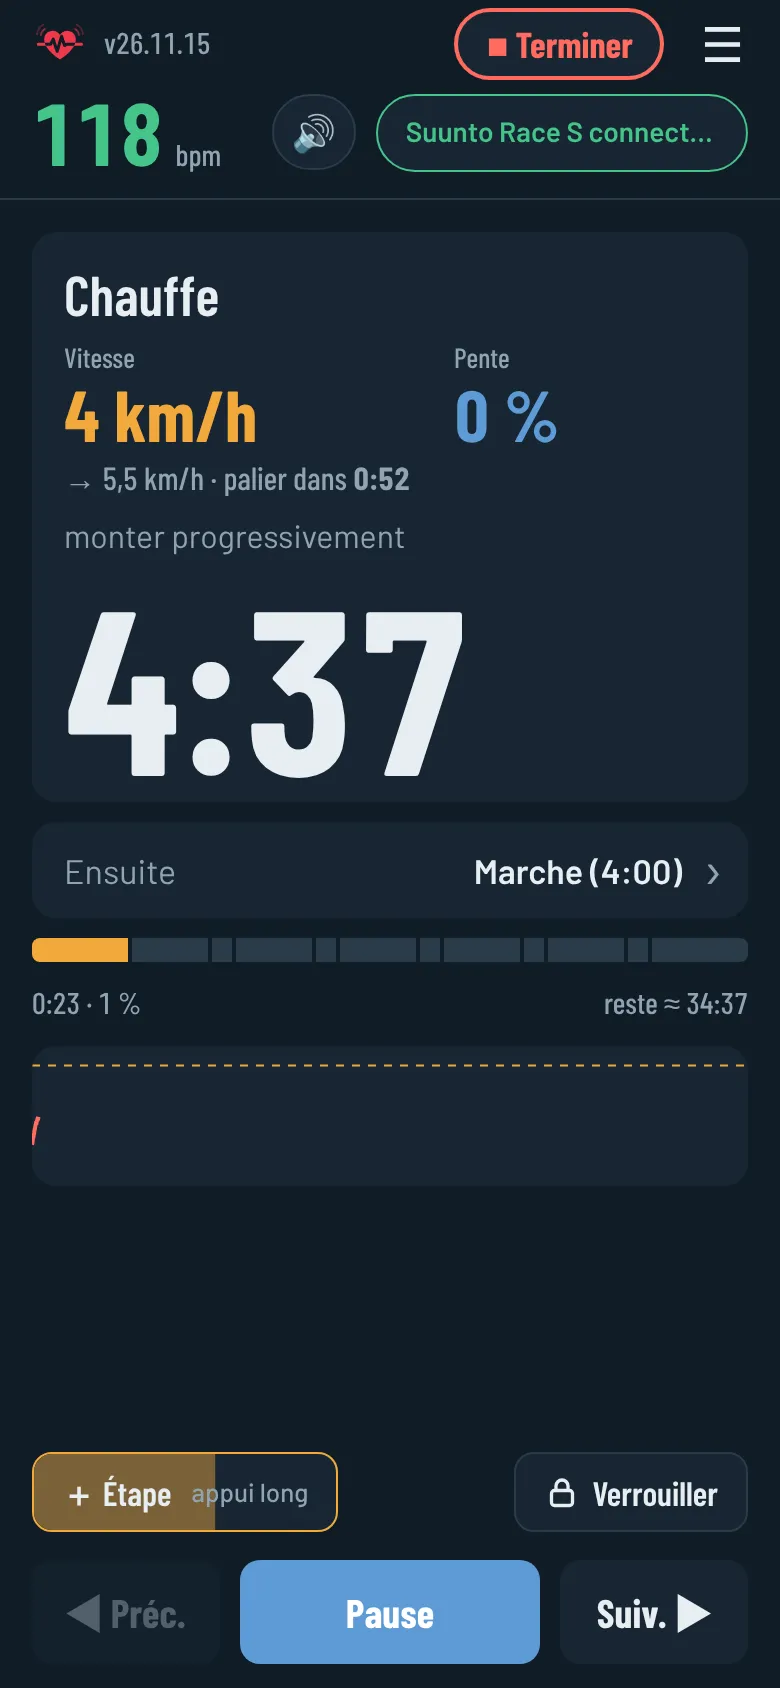 v26.11.15
■ Terminer
118 bpm
Suunto Race S connect...
Chauffe
Vitesse
Pente
4 km/h
0 %
→ 5,5 km/h · palier dans 0:52
monter progressivement
4:37
Ensuite
Marche (4:00) ›
0:23 · 1 %
reste ≈ 34:37
+ Étape appui long
Verrouiller
◀ Préc.
Pause
Suiv. ▶